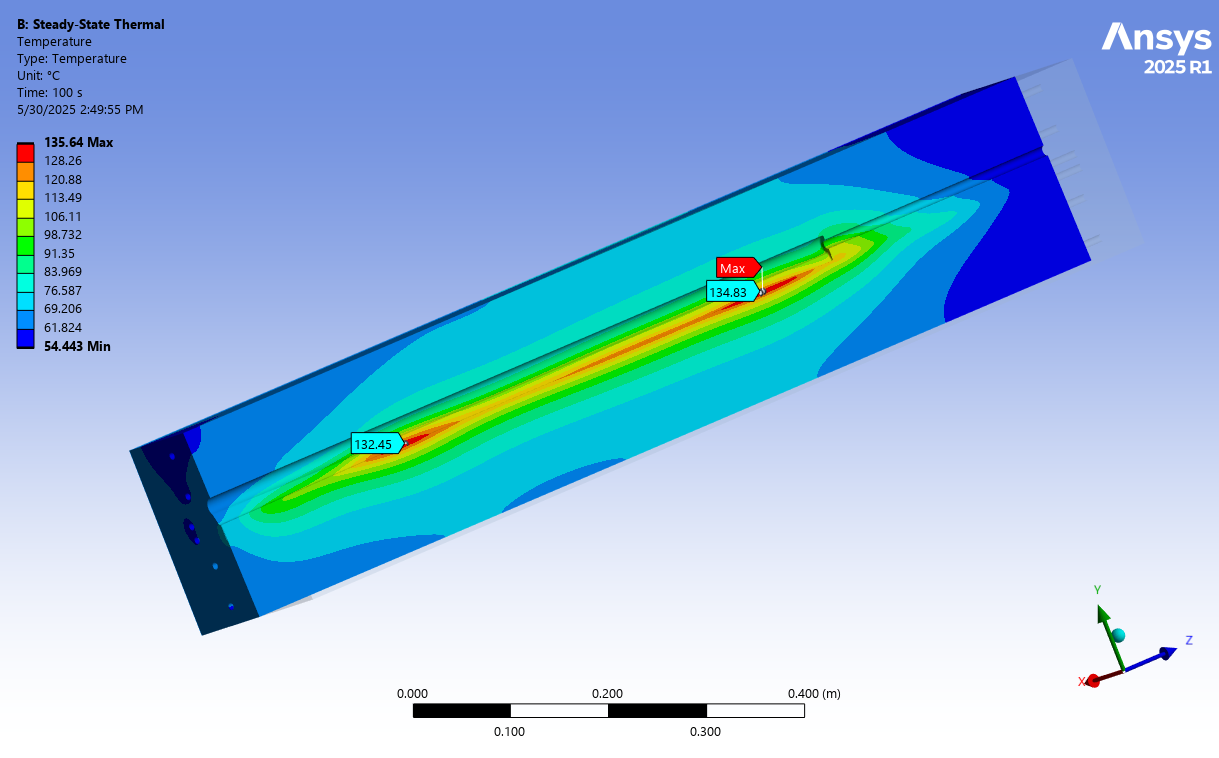 B: Steady-State Thermal
Temperature
Type: Temperature
Unit: °C
Time: 100 s
5/30/2025 2:49:55 PM
Ansys
2025 R1
135.64 Max
128.26
120.88
113.49
106.11
98.732
91.35
83.969
76.587
69.206
61.824
54.443 Min
Max
134.83
132.45
Y
Z
X
0.000 0.200 0.400 (m)
0.100 0.300